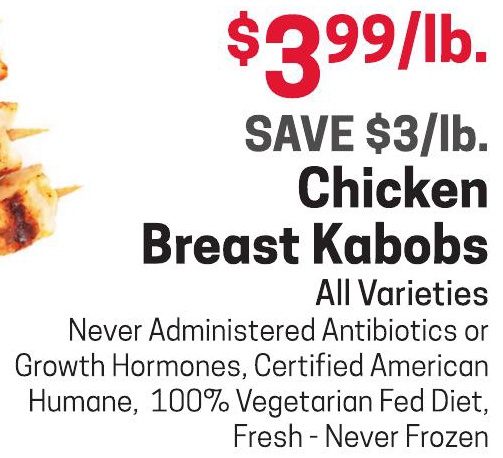 $3.99/lb.
SAVE $3/lb.
Chicken
Breast Kabobs
All Varieties
Never Administered Antibiotics or
Growth Hormones, Certified American
Humane, 100% Vegetarian Fed Diet,
Fresh - Never Frozen